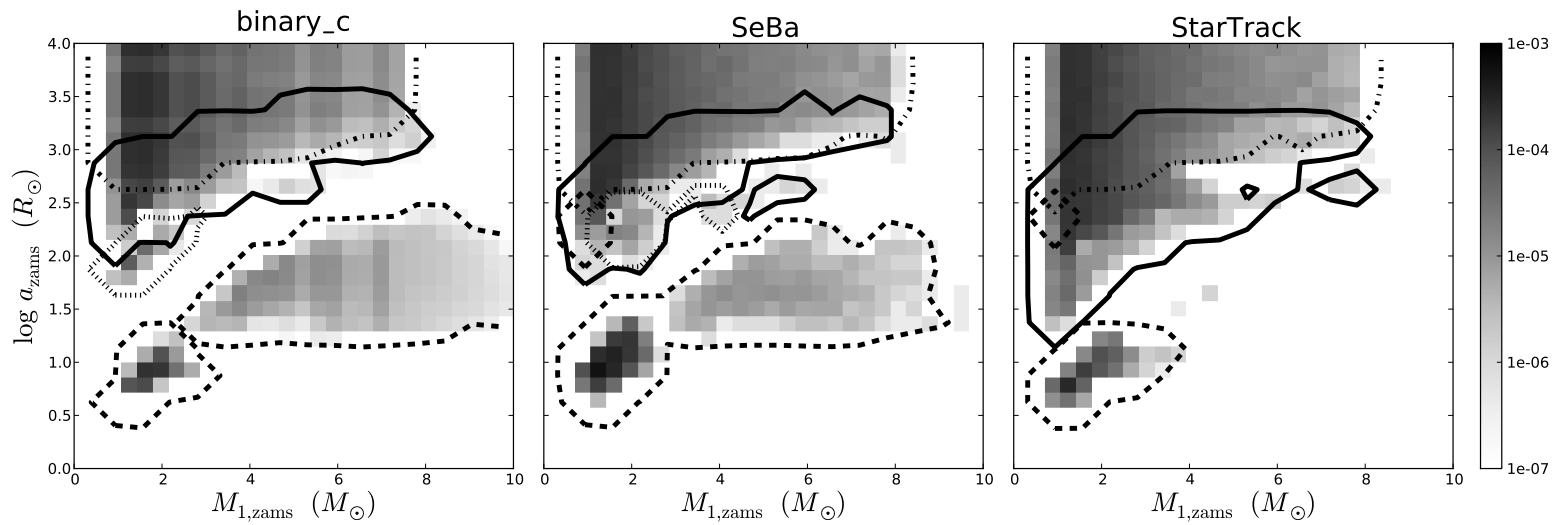 binary_c
SeBa
StarTrack
log a_zams (R_⊙)
4.0
3.5
3.0
2.5
2.0
1.5
1.0
0.5
0.0
0 2 4 6 8 10
0 2 4 6 8 10
0 2 4 6 8 10
M_1,zams (M_⊙)
M_1,zams (M_⊙)
M_1,zams (M_⊙)
1e-03
1e-04
1e-05
1e-06
1e-07